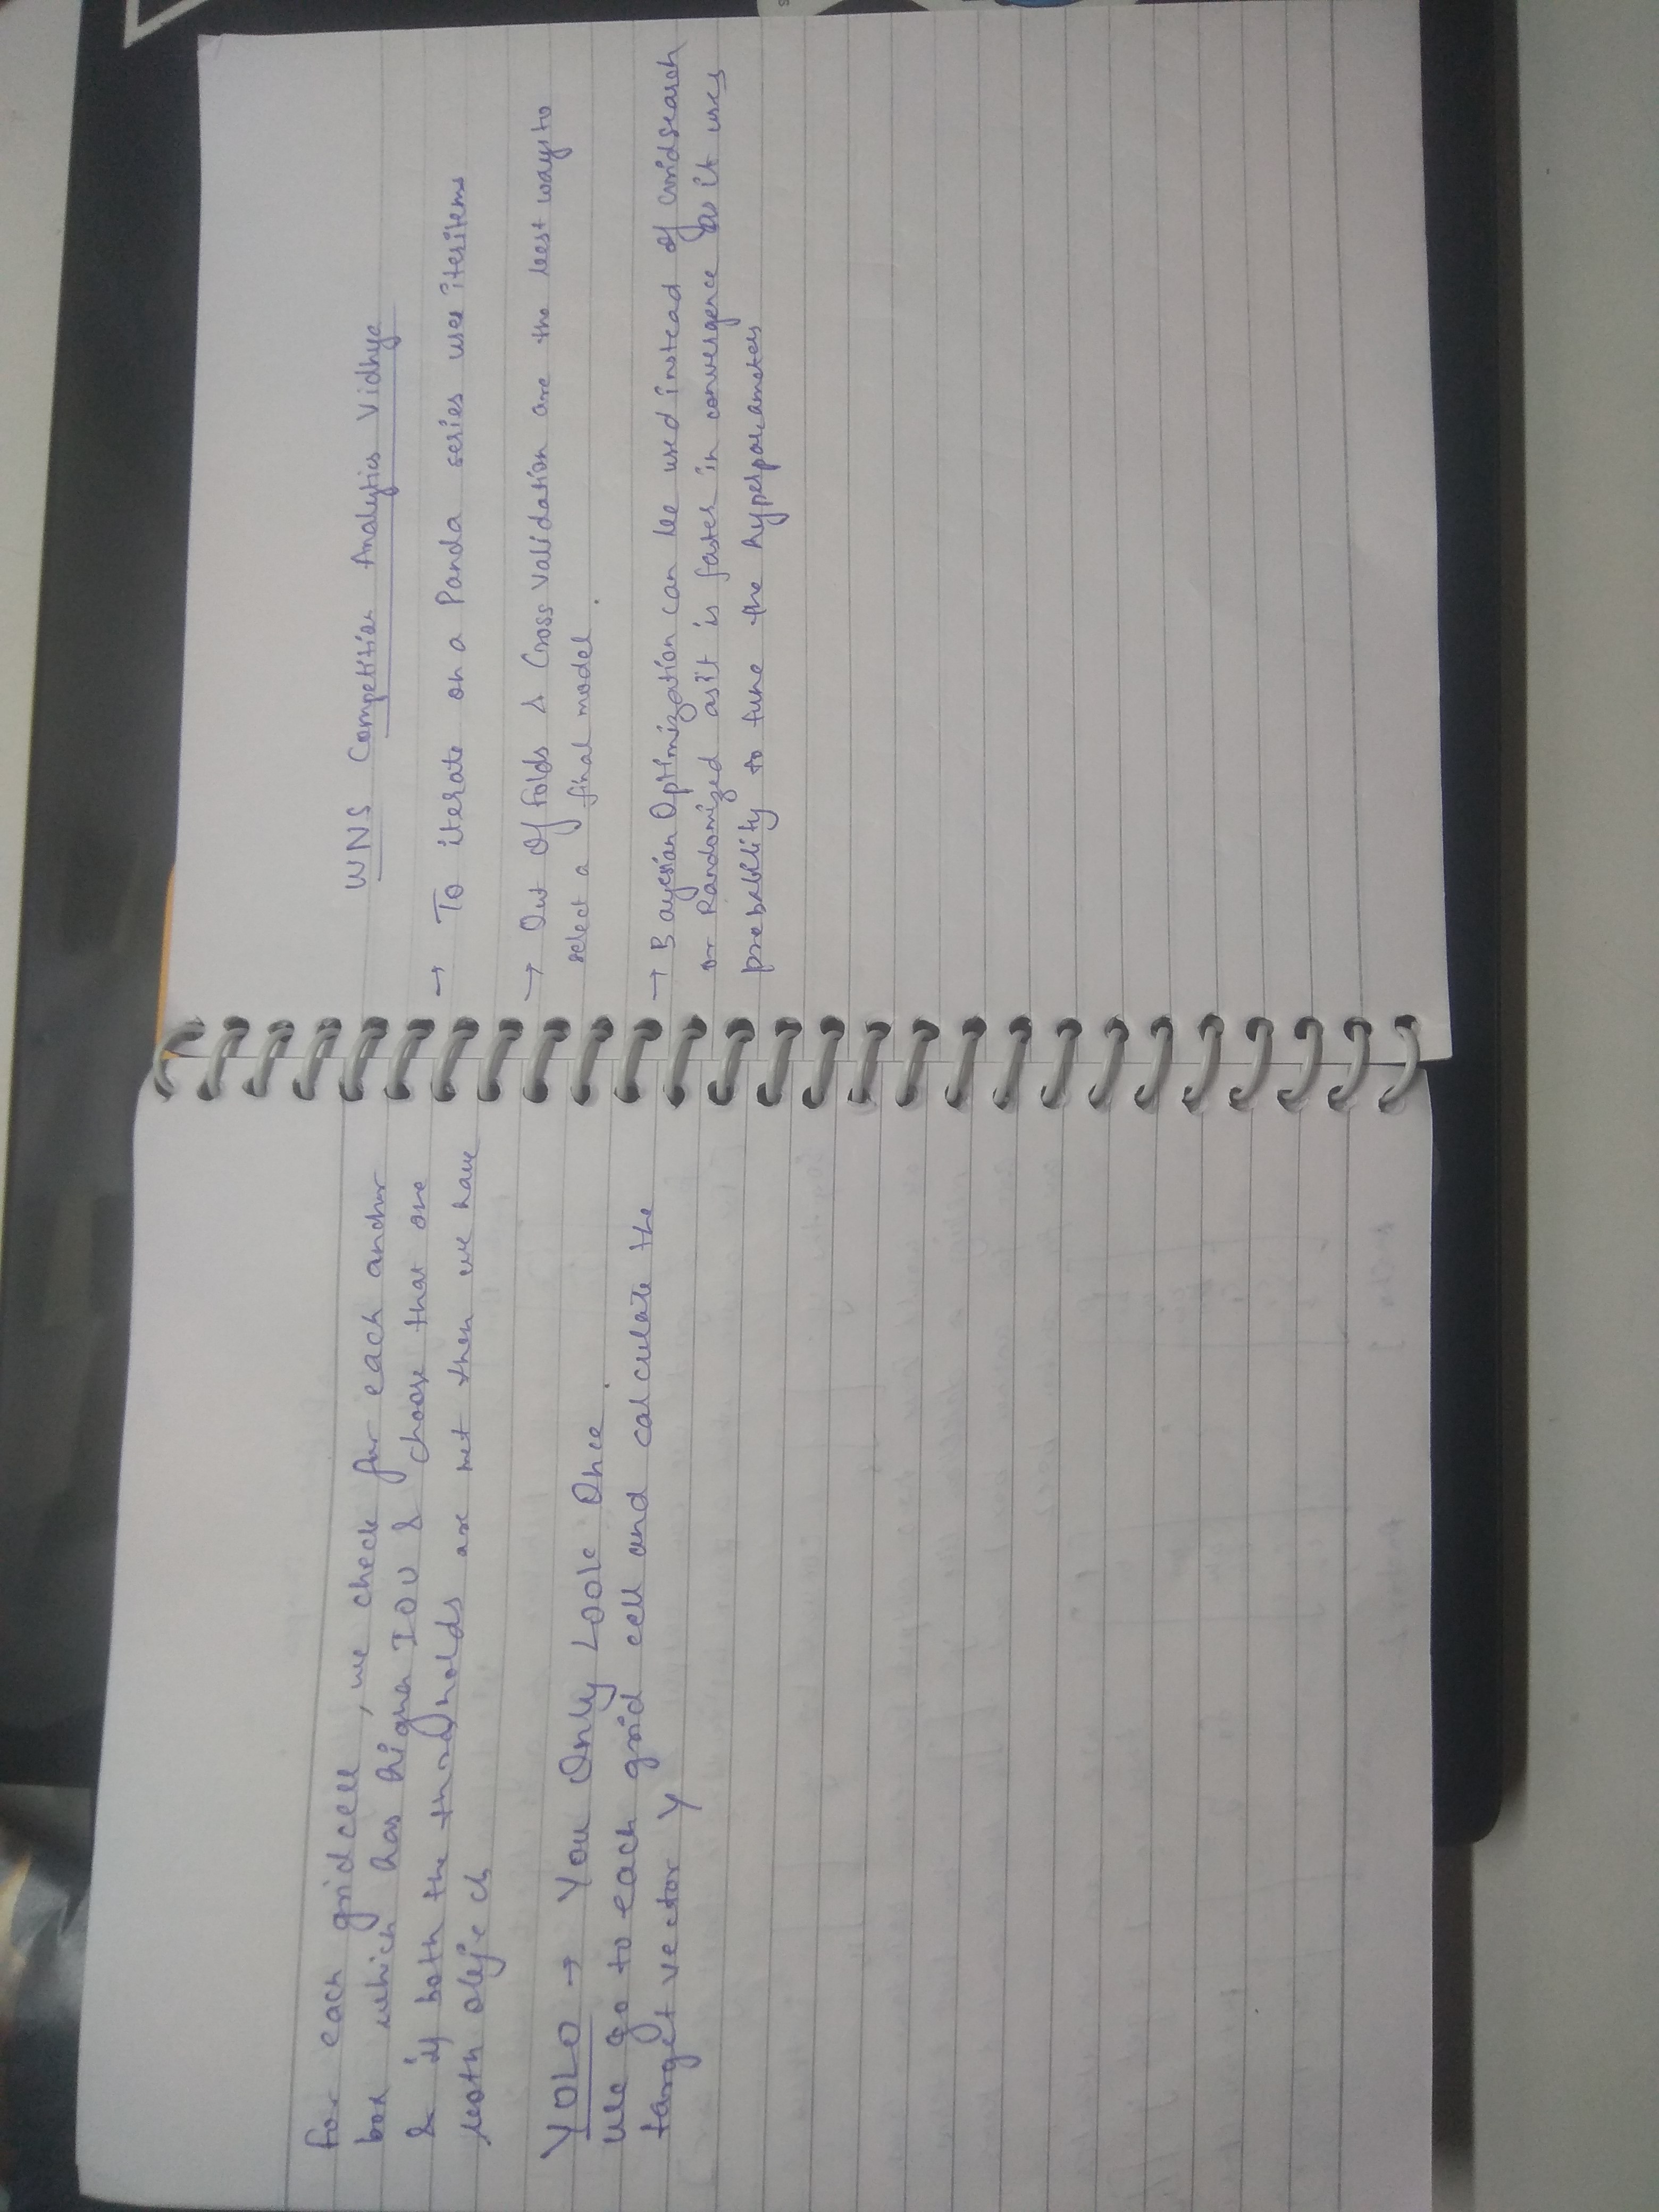 For each grid cell, we check for each anchor
box which has higher IOU & choose that one
& if both the thresholds are met then we have
both object
YOLO → You Only Look Once.
We go to each grid cell and calculate the
target vector Y
WNS Competition Analytics Vidhya
→ To iterate on a Panda series use iteritems
→ Out Of Folds & Cross Validation are the best ways to
select a final model.
→ Bayesian Optimization can be used instead of Gridsearch
or Randomized as it is faster in convergence as it uses
probability to tune the hyperparameters